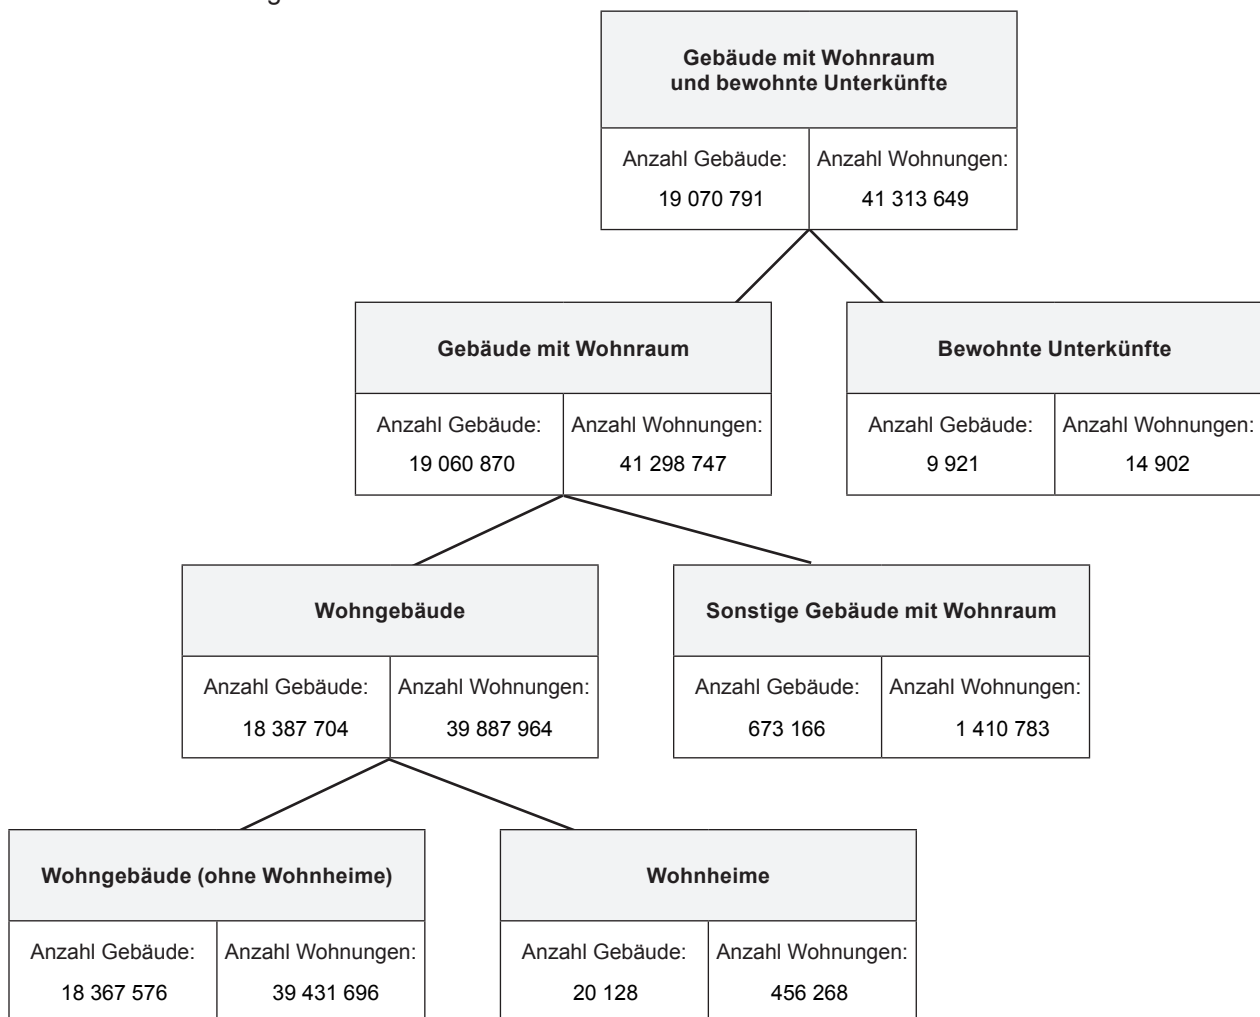 Gebäude mit Wohnraum
und bewohnte Unterkünfte
Anzahl Gebäude: Anzahl Wohnungen:
19 070 791 41 313 649
Gebäude mit Wohnraum Bewohnte Unterkünfte
Anzahl Gebäude: Anzahl Wohnungen: Anzahl Gebäude: Anzahl Wohnungen:
19 060 870 41 298 747 9 921 14 902
Wohngebäude Sonstige Gebäude mit Wohnraum
Anzahl Gebäude: Anzahl Wohnungen: Anzahl Gebäude: Anzahl Wohnungen:
18 387 704 39 887 964 673 166 1 410 783
Wohngebäude (ohne Wohnheime) Wohnheime
Anzahl Gebäude: Anzahl Wohnungen: Anzahl Gebäude: Anzahl Wohnungen:
18 367 576 39 431 696 20 128 456 268